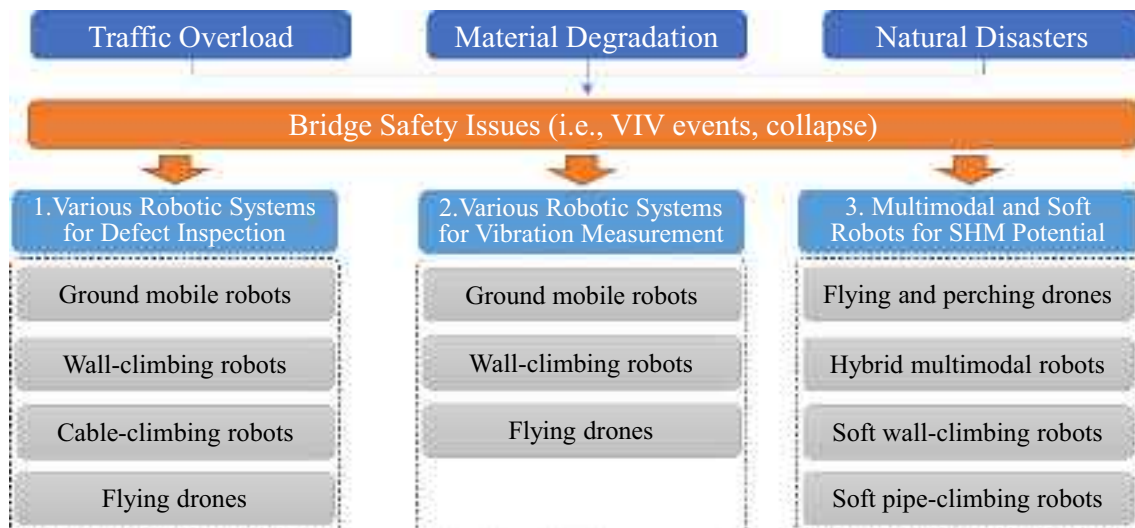 Traffic Overload
Material Degradation
Natural Disasters
Bridge Safety Issues (i.e., VIV events, collapse)
1.Various Robotic Systems
for Defect Inspection
Ground mobile robots
Wall-climbing robots
Cable-climbing robots
Flying drones
2.Various Robotic Systems
for Vibration Measurement
Ground mobile robots
Wall-climbing robots
Flying drones
3. Multimodal and Soft
Robots for SHM Potential
Flying and perching drones
Hybrid multimodal robots
Soft wall-climbing robots
Soft pipe-climbing robots